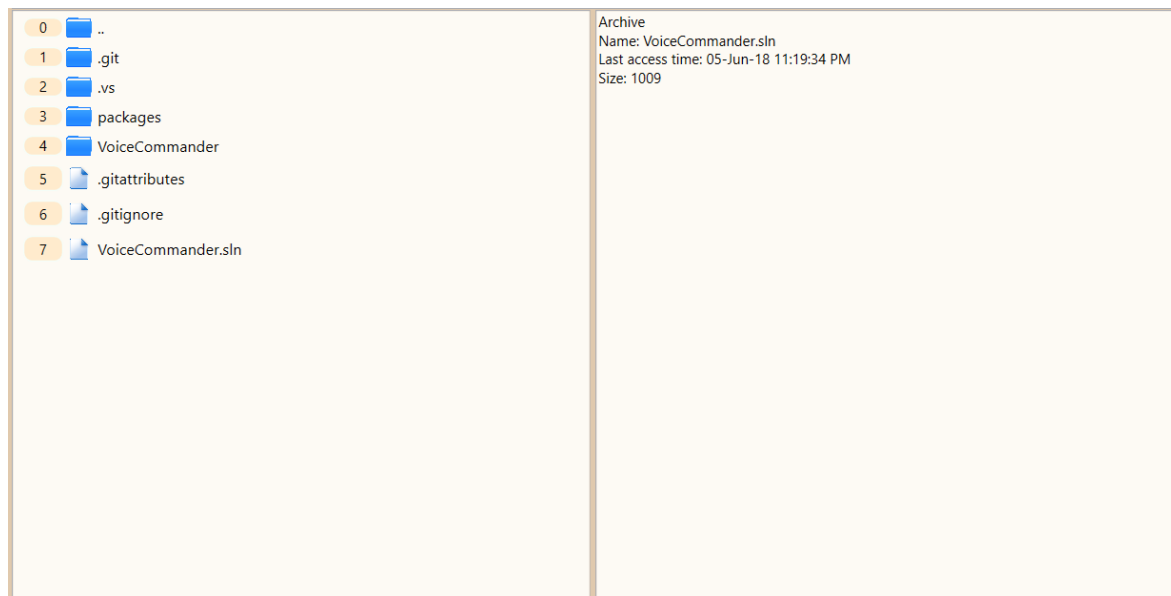 0 ..
1 .git
2 .vs
3 packages
4 VoiceCommander
5 .gitattributes
6 .gitignore
7 VoiceCommander.sln
Archive
Name: VoiceCommander.sln
Last access time: 05-Jun-18 11:19:34 PM
Size: 1009